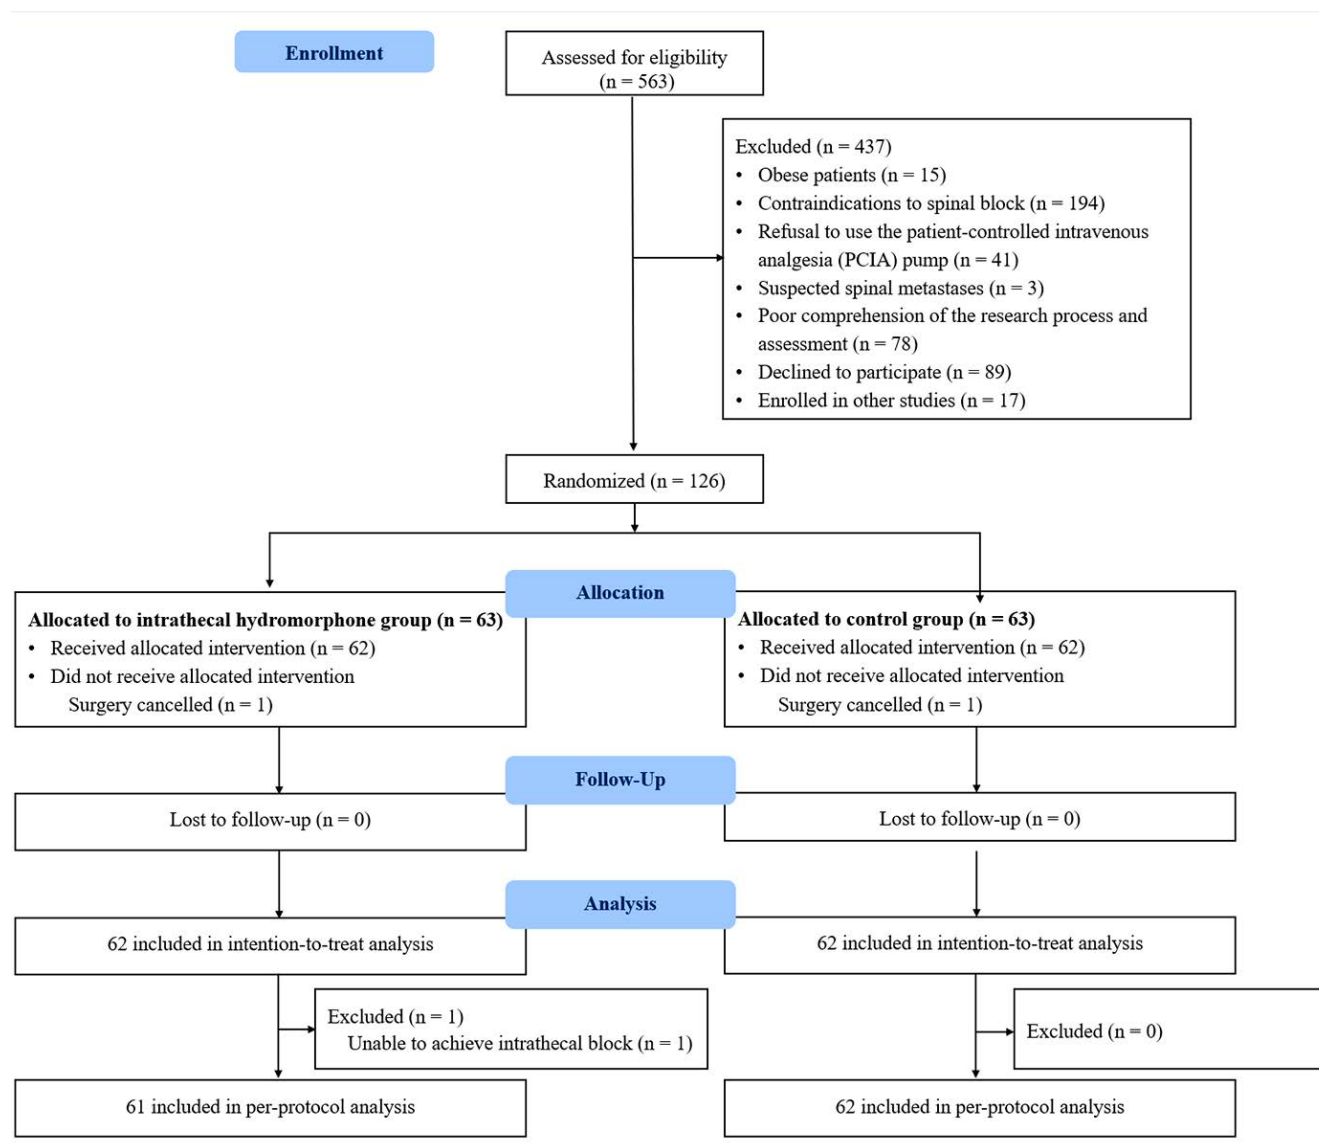 Enrollment
Assessed for eligibility
(n = 563)
Excluded (n = 437)
• Obese patients (n = 15)
• Contraindications to spinal block (n = 194)
• Refusal to use the patient-controlled intravenous
analgesia (PCIA) pump (n = 41)
• Suspected spinal metastases (n = 3)
• Poor comprehension of the research process and
assessment (n = 78)
• Declined to participate (n = 89)
• Enrolled in other studies (n = 17)
Randomized (n = 126)
Allocation
Allocated to intrathecal hydromorphone group (n = 63)
• Received allocated intervention (n = 62)
• Did not receive allocated intervention
Surgery cancelled (n = 1)
Allocated to control group (n = 63)
• Received allocated intervention (n = 62)
• Did not receive allocated intervention
Surgery cancelled (n = 1)
Follow-Up
Lost to follow-up (n = 0)
Lost to follow-up (n = 0)
Analysis
62 included in intention-to-treat analysis
62 included in intention-to-treat analysis
Excluded (n = 1)
Unable to achieve intrathecal block (n = 1)
Excluded (n = 0)
61 included in per-protocol analysis
62 included in per-protocol analysis